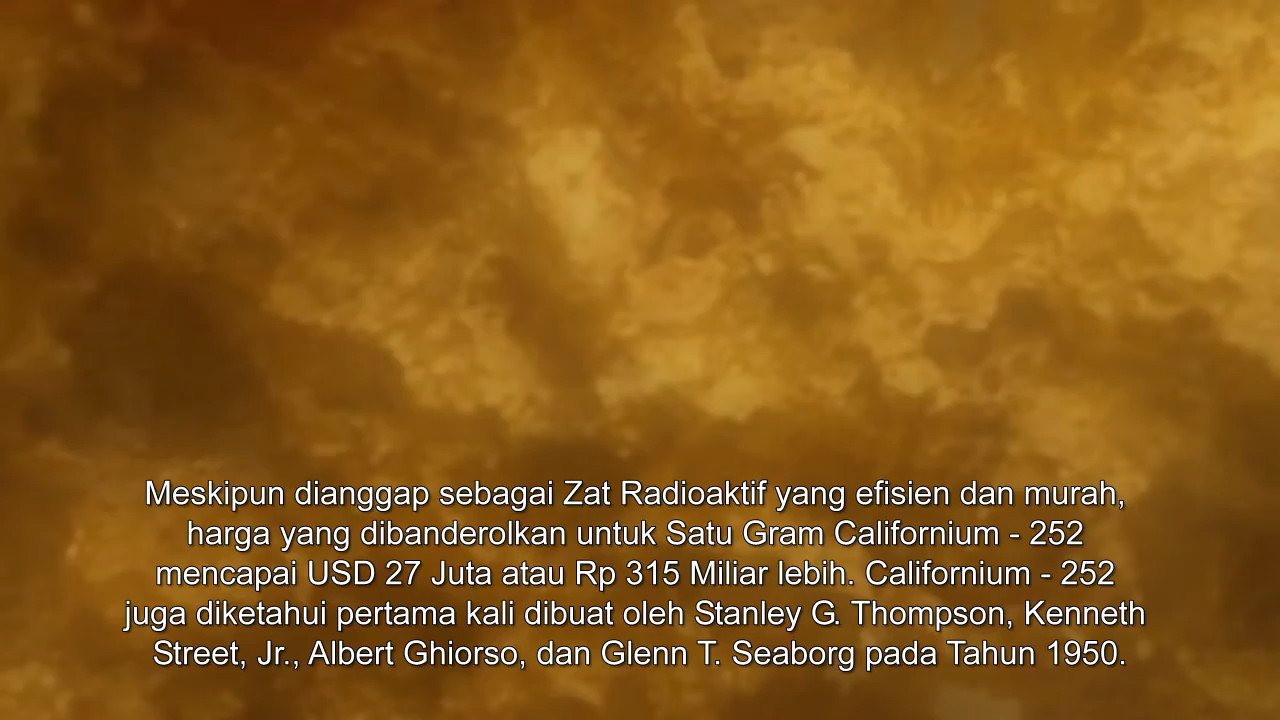 Meskipun dianggap sebagai Zat Radioaktif yang efisien dan murah,
harga yang dibanderolkan untuk Satu Gram Californium - 252
mencapai USD 27 Juta atau Rp 315 Miliar lebih. Californium - 252
juga diketahui pertama kali dibuat oleh Stanley G. Thompson, Kenneth
Street, Jr., Albert Ghiorso, dan Glenn T. Seaborg pada Tahun 1950.